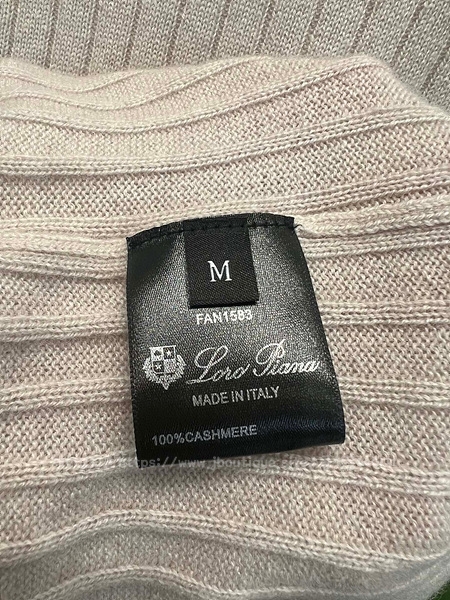 M
FAN1583
Loro Piana
MADE IN ITALY
100%CASHMERE